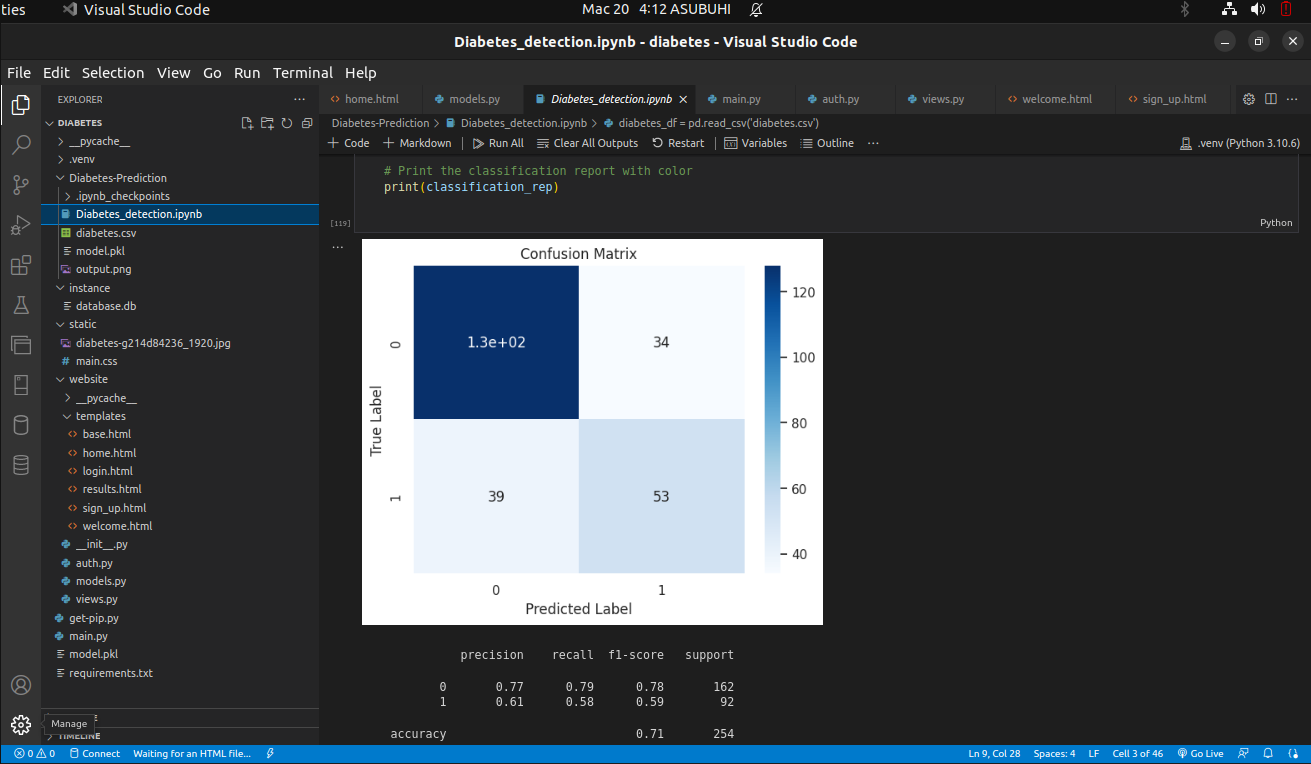 ties Visual Studio Code Mac 20 4:12 ASUBUHI
Diabetes_detection.ipynb - diabetes - Visual Studio Code
File Edit Selection View Go Run Terminal Help
EXPLORER ···
DIABETES
__pycache__
.venv
Diabetes-Prediction
.ipynb_checkpoints
Diabetes_detection.ipynb
diabetes.csv
model.pkl
output.png
instance
database.db
static
diabetes-g214d84236_1920.jpg
main.css
website
__pycache__
templates
base.html
home.html
login.html
results.html
sign_up.html
welcome.html
__init__.py
auth.py
models.py
views.py
get-pip.py
main.py
model.pkl
requirements.txt
Manage
TIMELINE
home.html models.py Diabetes_detection.ipynb main.py auth.py views.py welcome.html sign_up.html ···
Diabetes-Prediction > Diabetes_detection.ipynb > diabetes_df = pd.read_csv('diabetes.csv')
+ Code + Markdown | Run All Clear All Outputs Restart | Variables Outline ··· .venv (Python 3.10.6)
# Print the classification report with color
print(classification_rep)
[119] Python
···
Confusion Matrix
True Label
0
1
1.3e+02 34
39 53
0 1
Predicted Label
120
100
80
60
40
precision recall f1-score support
0 0.77 0.79 0.78 162
1 0.61 0.58 0.59 92
accuracy 0.71 254
0 0 Connect Waiting for an HTML file... Ln 9, Col 28 Spaces: 4 LF Cell 3 of 46 Go Live